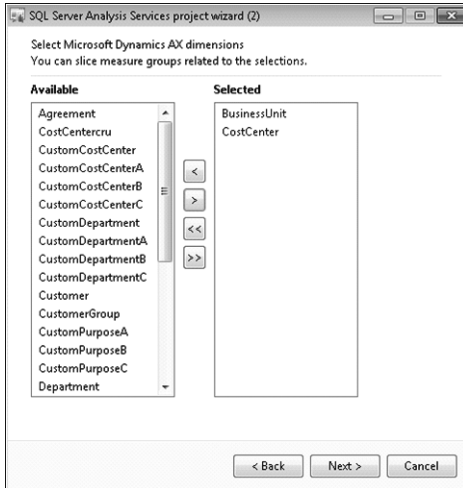 SQL Server Analysis Services project wizard (2)
Select Microsoft Dynamics AX dimensions
You can slice measure groups related to the selections.
Available
Agreement
CostCentercru
CustomCostCenter
CustomCostCenterA
CustomCostCenterB
CustomCostCenterC
CustomDepartment
CustomDepartmentA
CustomDepartmentB
CustomDepartmentC
Customer
CustomerGroup
CustomPurposeA
CustomPurposeB
CustomPurposeC
Department
<
>
<<
>>
Selected
BusinessUnit
CostCenter
< Back
Next >
Cancel